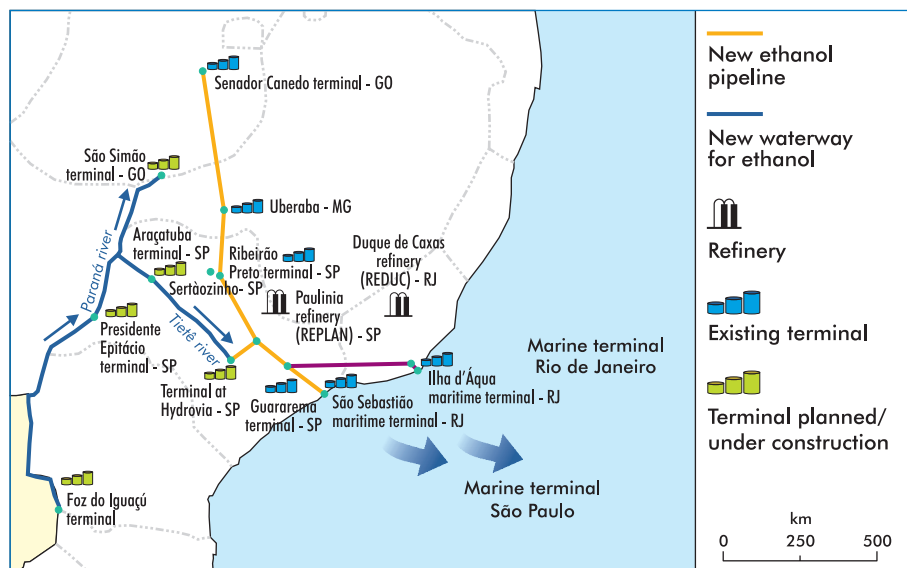 Senador Canedo terminal - GO
São Simão
terminal - GO
Uberaba - MG
Araçatuba
terminal - SP
Ribeirão
Preto terminal - SP
Duque de Caxas
refinery
(REDUC) - RJ
Sertàozinho- SP
Paulinia
refinery
(REPLAN) - SP
Paraná river
Tietê river
Presidente
Epitácio
terminal - SP
Terminal at
Hydrovia - SP
Guararema
terminal - SP
São Sebastião
maritime terminal - RJ
Ilha d'Áqua
maritime terminal - RJ
Marine terminal
Rio de Janeiro
Marine terminal
São Paulo
Foz do Iguaçú
terminal
New ethanol
pipeline
New waterway
for ethanol
Refinery
Existing terminal
Terminal planned/
under construction
km
0 250 500